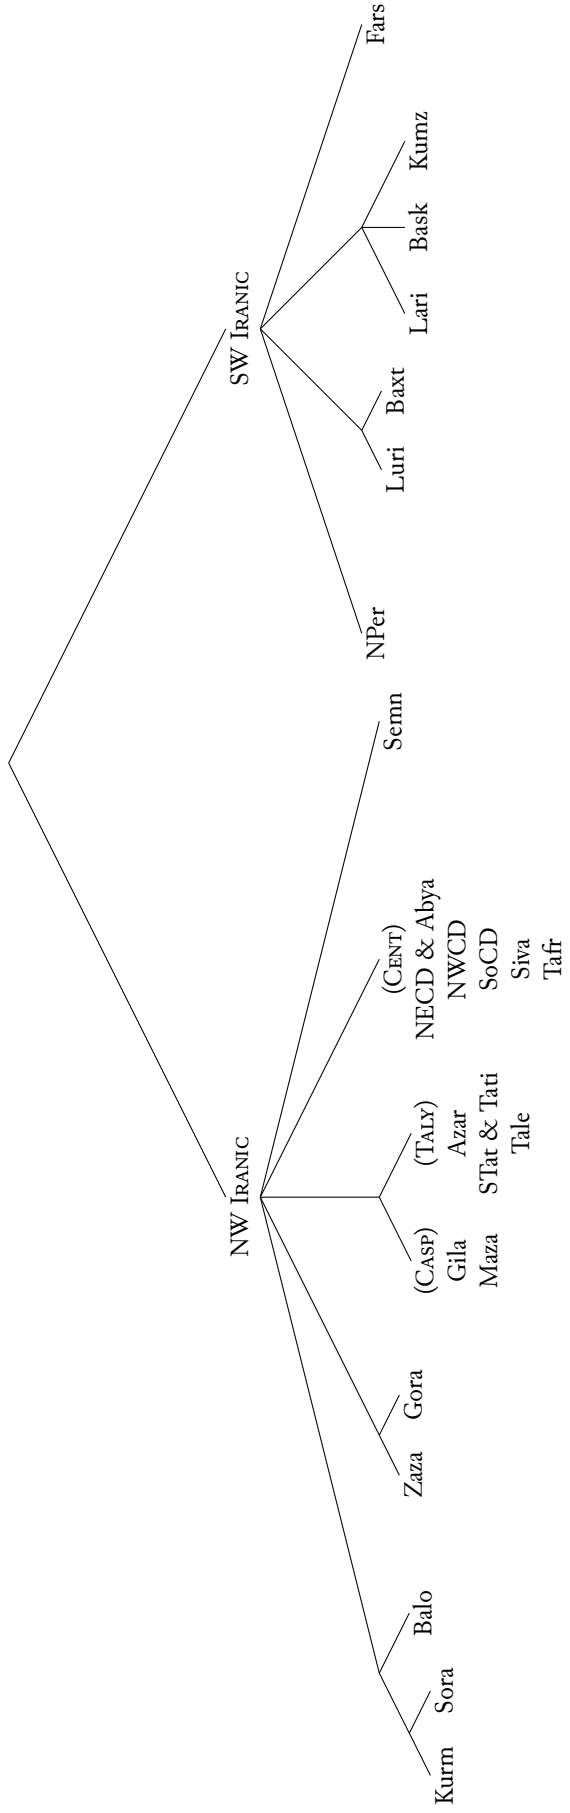 NW Iranic
SW Iranic
Kurm
Sora
Balo
Zaza
Gora
(Casp)
Gila
Maza
(Taly)
Azar
STat & Tati
Tale
(Cent)
NECD & Abya
NWCD
SoCD
Siva
Tafr
Semn
NPer
Luri
Baxt
Lari
Bask
Kumz
Fars